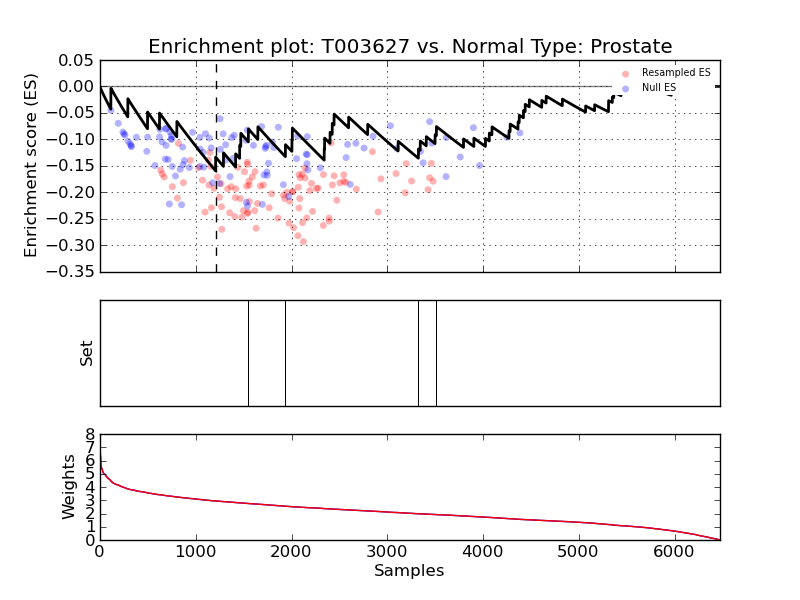 Enrichment plot: T003627 vs. Normal Type: Prostate
Enrichment score (ES)
0.05
0.00
−0.05
−0.10
−0.15
−0.20
−0.25
−0.30
−0.35
Resampled ES
Null ES
Set
Weights
8
7
6
5
4
3
2
1
0
0 1000 2000 3000 4000 5000 6000
Samples